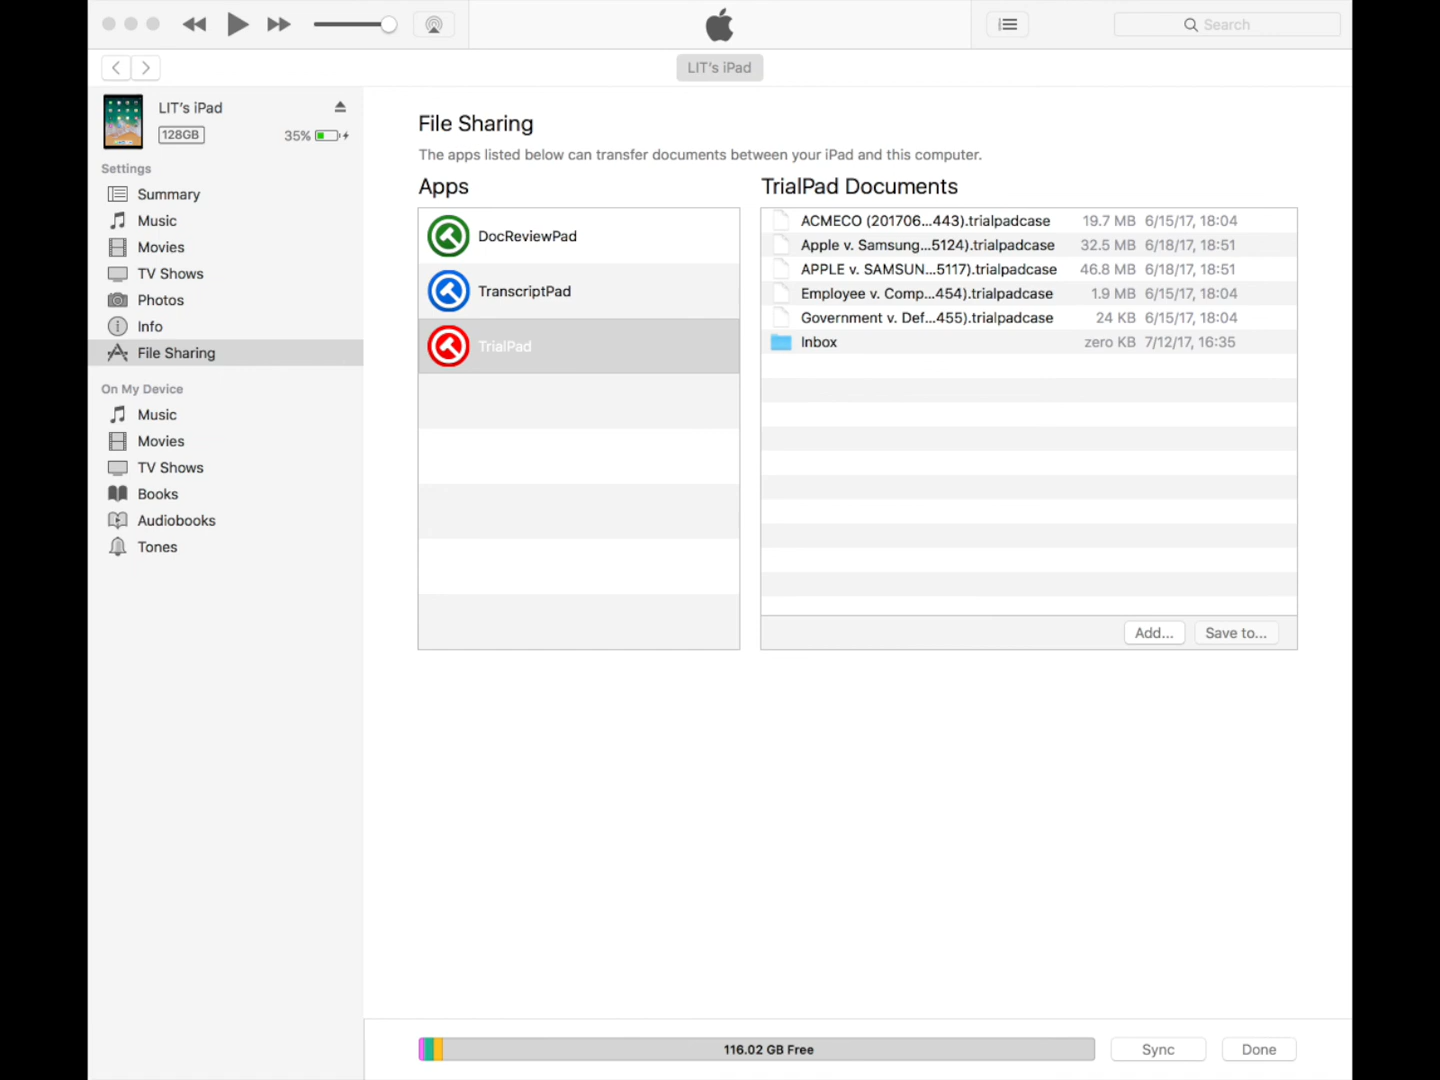 Search
LIT's iPad
LIT's iPad
128GB
35%
Settings
Summary
Music
Movies
TV Shows
Photos
Info
File Sharing
On My Device
Music
Movies
TV Shows
Books
Audiobooks
Tones
File Sharing
The apps listed below can transfer documents between your iPad and this computer.
Apps
DocReviewPad
TranscriptPad
TrialPad
TrialPad Documents
ACMECO (201706...443).trialpadcase 19.7 MB 6/15/17, 18:04
Apple v. Samsung...5124).trialpadcase 32.5 MB 6/18/17, 18:51
APPLE v. SAMSUN...5117).trialpadcase 46.8 MB 6/18/17, 18:51
Employee v. Comp...454).trialpadcase 1.9 MB 6/15/17, 18:04
Government v. Def...455).trialpadcase 24 KB 6/15/17, 18:04
Inbox zero KB 7/12/17, 16:35
Add... Save to...
116.02 GB Free Sync Done